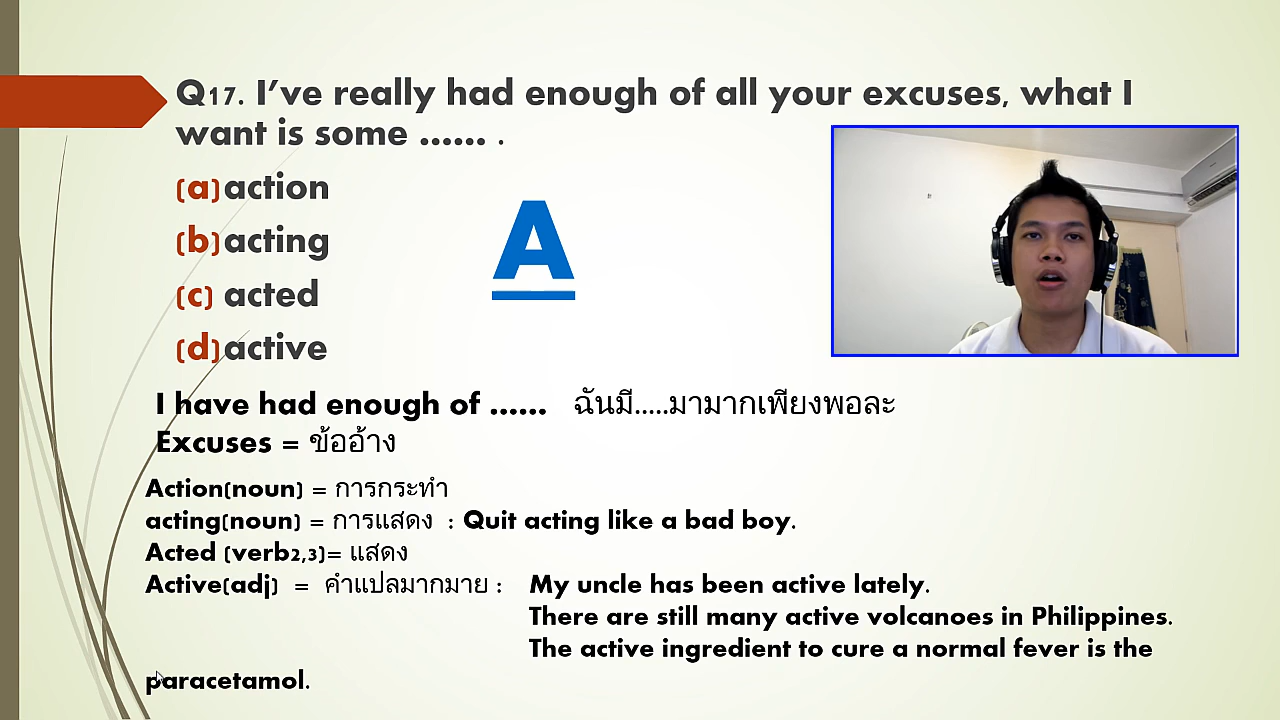 Q17. I’ve really had enough of all your excuses, what I
want is some ...... .
(a)action
(b)acting
(c) acted
(d)active
A
I have had enough of ...... ฉันมี.....มามากเพียงพอละ
Excuses = ข้ออ้าง
Action(noun) = การกระทำ
acting(noun) = การแสดง : Quit acting like a bad boy.
Acted (verb2,3)= แสดง
Active(adj) = คำแปลมากมาย : My uncle has been active lately.
There are still many active volcanoes in Philippines.
The active ingredient to cure a normal fever is the
paracetamol.